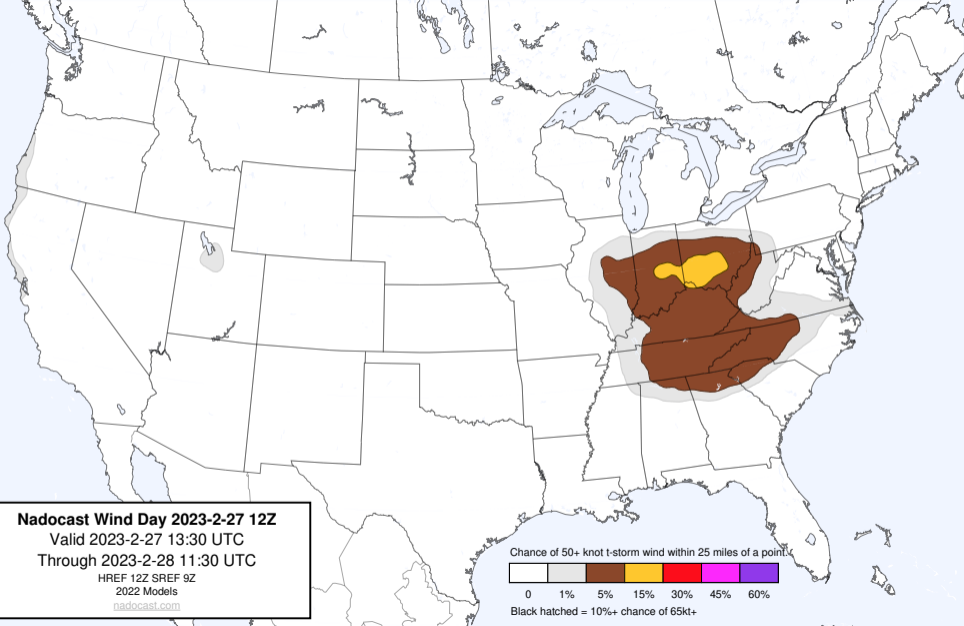 Nadocast Wind Day 2023-2-27 12Z
Valid 2023-2-27 13:30 UTC
Through 2023-2-28 11:30 UTC
HREF 12Z SREF 9Z
2022 Models
nadocast.com
Chance of 50+ knot t-storm wind within 25 miles of a point.
0 1% 5% 15% 30% 45% 60%
Black hatched = 10%+ chance of 65kt+